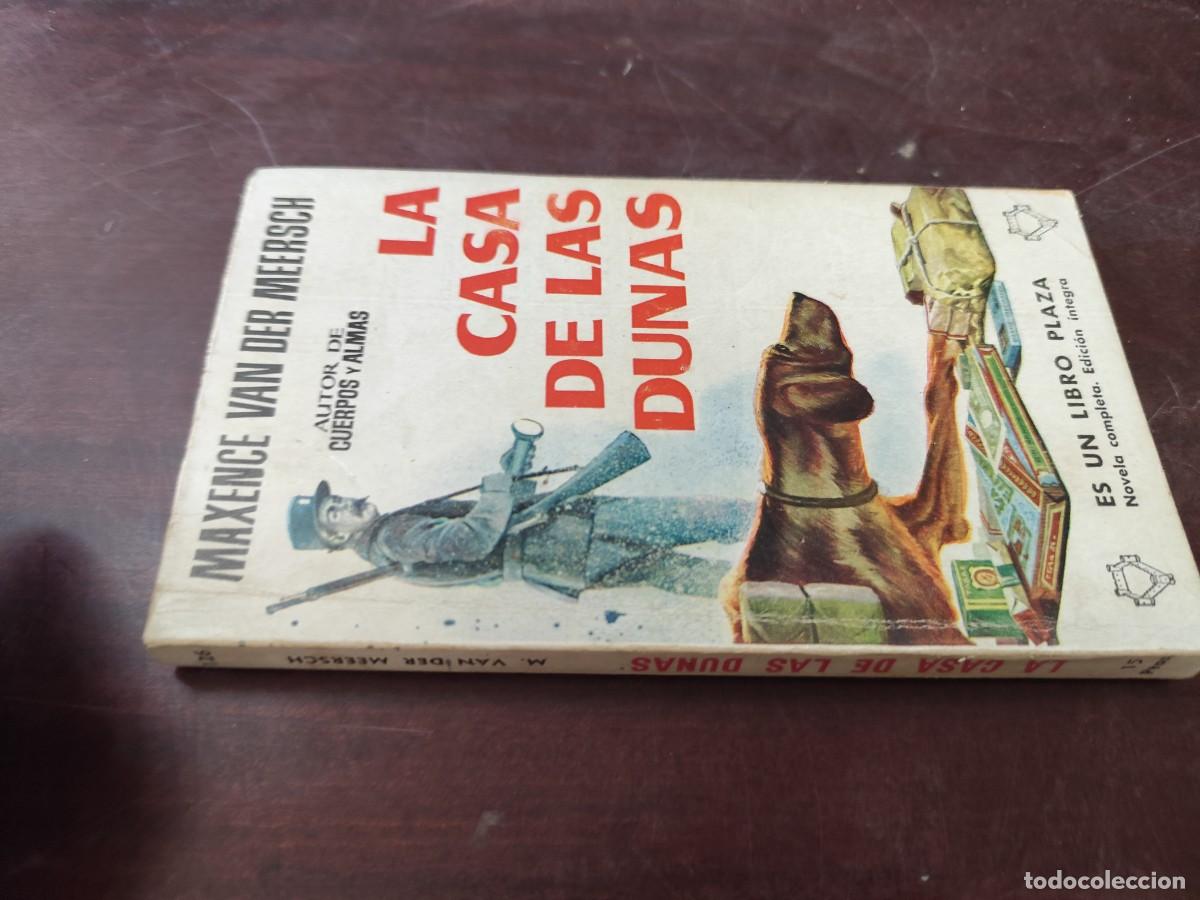 MAXENCE VAN DER MEERSCH
AUTOR DE
CUERPOS Y ALMAS
LA
CASA
DE LAS
DUNAS
ES UN LIBRO PLAZA
Novela completa. Edición íntegra
M. VAN DER MEERSCH
LA CASA DE LAS DUNAS
15
todocoleccion